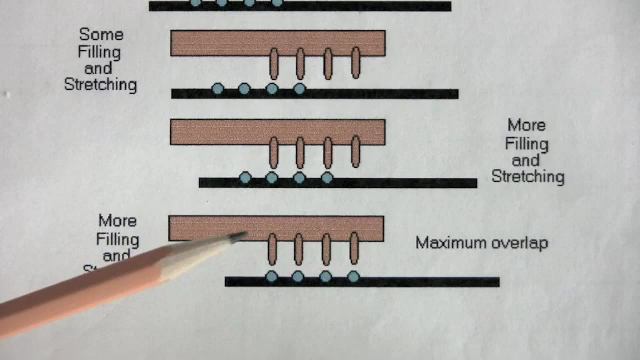 Some
Filling
and
Stretching
More
Filling
and
Stretching
More
Filling
and
Maximum overlap